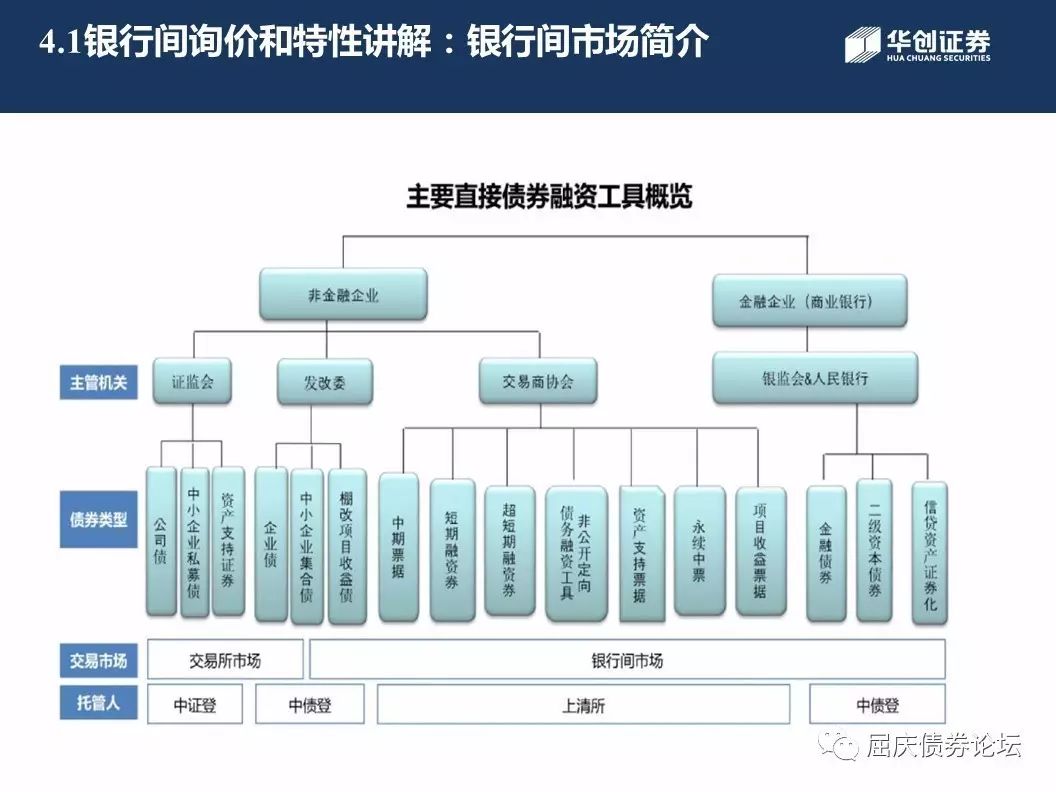 4.1银行间询价和特性讲解：银行间市场简介
华创证券
HUA CHUANG SECURITIES
主要直接债券融资工具概览
非金融企业
金融企业（商业银行）
主管机关
证监会
发改委
交易商协会
银监会&人民银行
债券类型
公司债
中小企业私募债
资产支持证券
企业债
中小企业集合债
棚改项目收益债
中期票据
短期融资券
超短期融资券
非公开定向
债务融资工具
资产支持票据
永续中票
项目收益票据
金融债券
二级资本债券
信贷资产证券化
交易市场
交易所市场
银行间市场
托管人
中证登
中债登
上清所
中债登
屈庆债券论坛